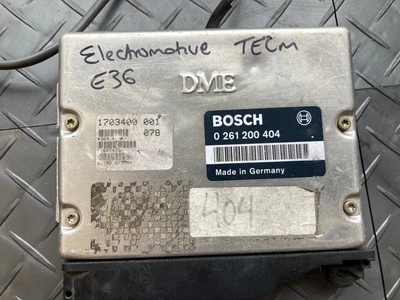 Electromotive TECM
E36
DME
1703400 001
078
BOSCH
0 261 200 404
Made in Germany
404